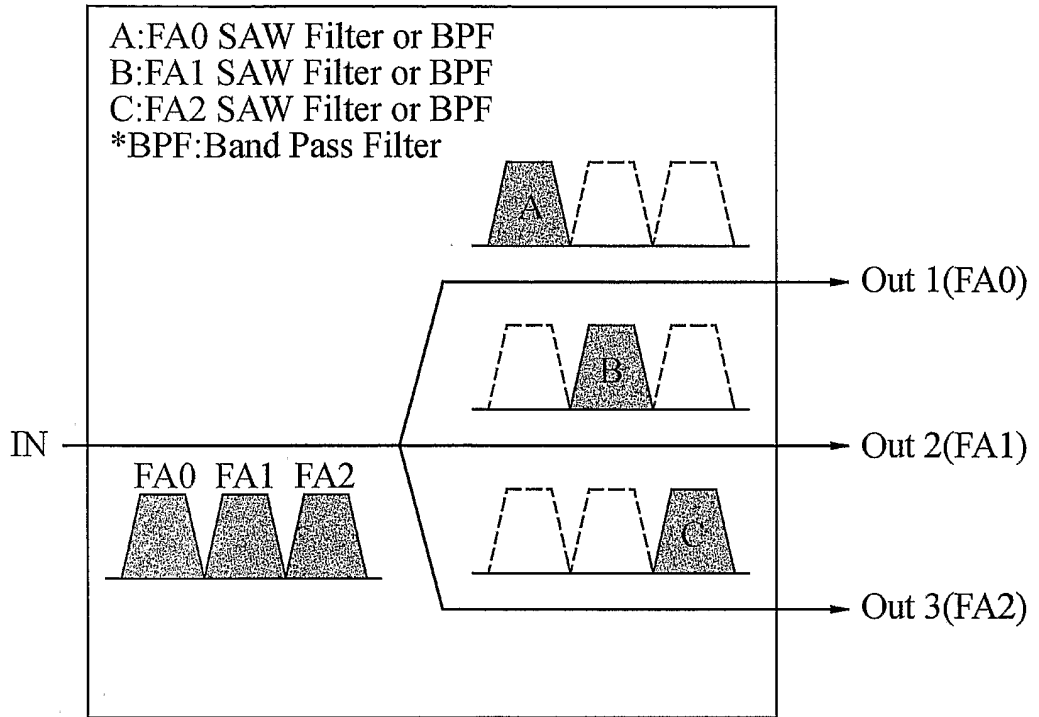 A:FA0 SAW Filter or BPF
B:FA1 SAW Filter or BPF
C:FA2 SAW Filter or BPF
*BPF:Band Pass Filter
A
Out 1(FA0)
B
IN
Out 2(FA1)
FA0 FA1 FA2
C
Out 3(FA2)